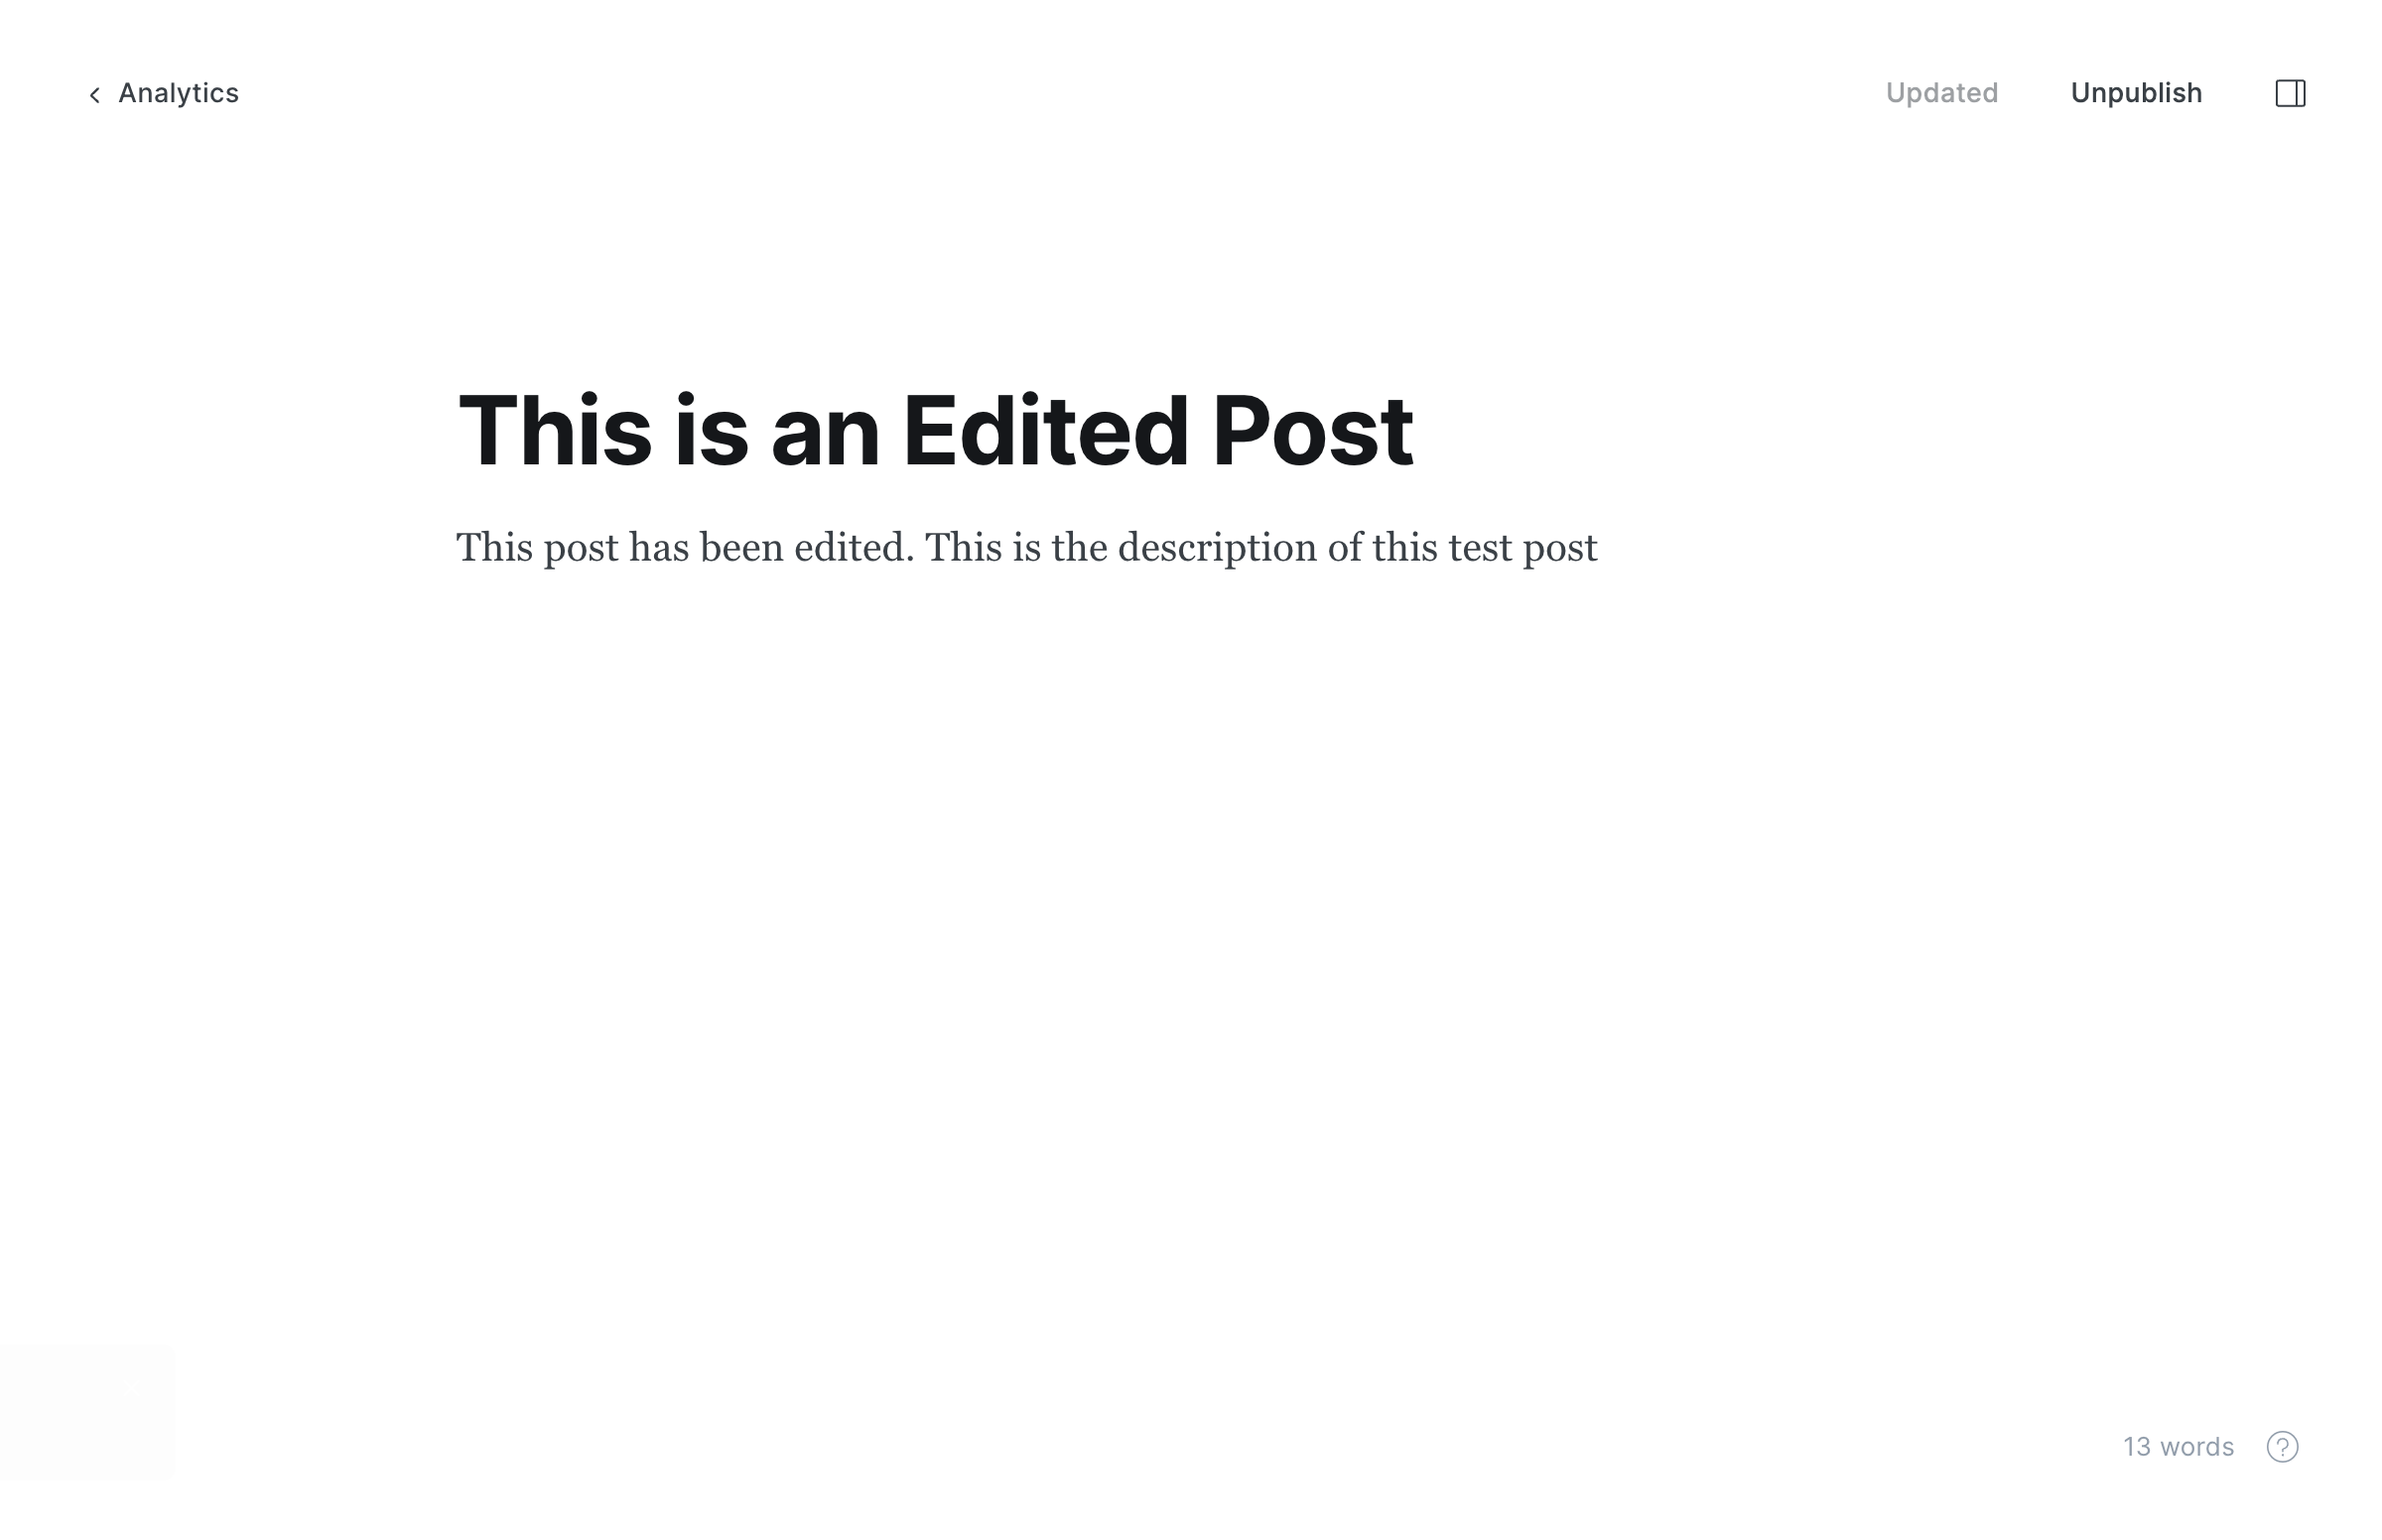 Analytics
Updated
Unpublish
This is an Edited Post
This post has been edited. This is the description of this test post
13 words
?